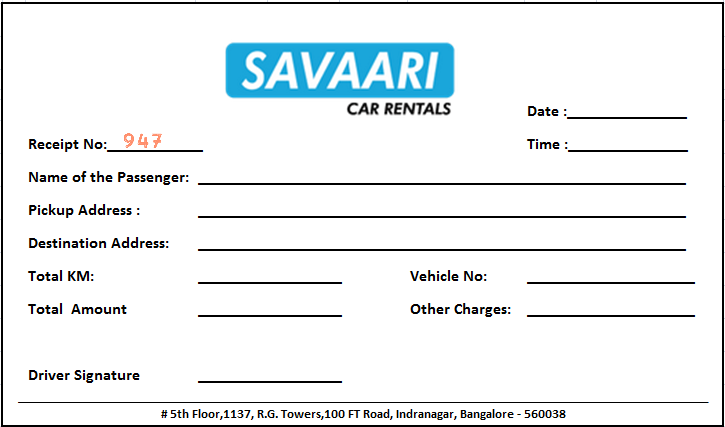 SAVAARI
CAR RENTALS
Date :
Receipt No: 947 Time :
Name of the Passenger:
Pickup Address :
Destination Address:
Total KM: Vehicle No:
Total Amount Other Charges:
Driver Signature
# 5th Floor,1137, R.G. Towers,100 FT Road, Indranagar, Bangalore - 560038